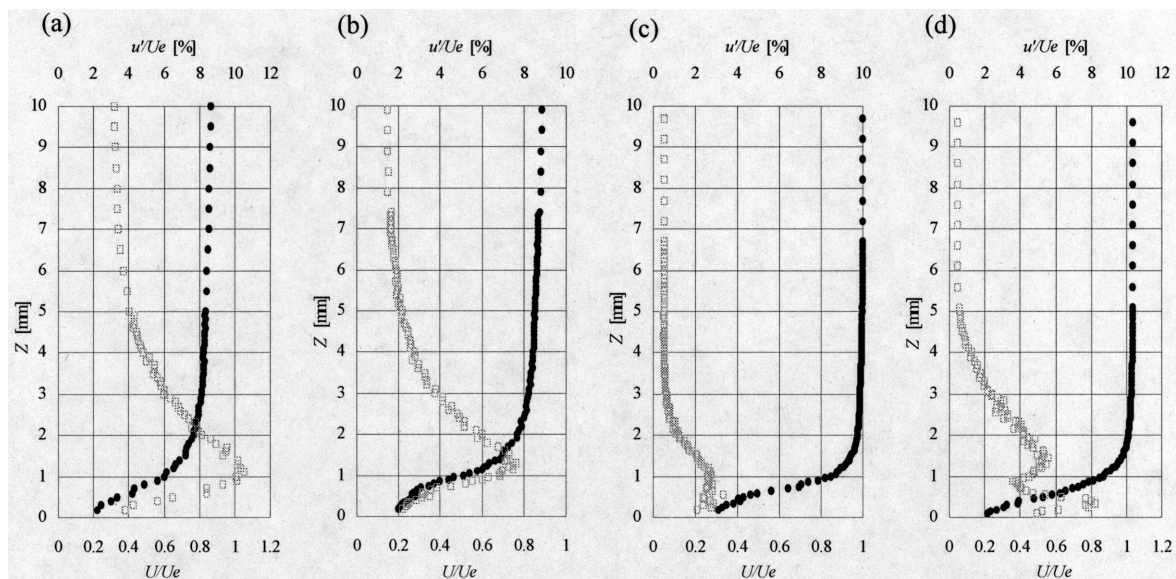 (a) (b) (c) (d)
u'/Ue [%] u'/Ue [%] u'/Ue [%] u'/Ue [%]
0 2 4 6 8 10 12 0 2 4 6 8 10 0 2 4 6 8 10 0 2 4 6 8 10 12
10 10 10 10
9 9 9 9
8 8 8 8
7 7 7 7
6 6 6 6
5 5 5 5
Z [mm] Z [mm] Z [mm] Z [mm]
4 4 4 4
3 3 3 3
2 2 2 2
1 1 1 1
0 0 0 0
0 0.2 0.4 0.6 0.8 1 1.2 0 0.2 0.4 0.6 0.8 1 0 0.2 0.4 0.6 0.8 1 0 0.2 0.4 0.6 0.8 1 1.2
U/Ue U/Ue U/Ue U/Ue